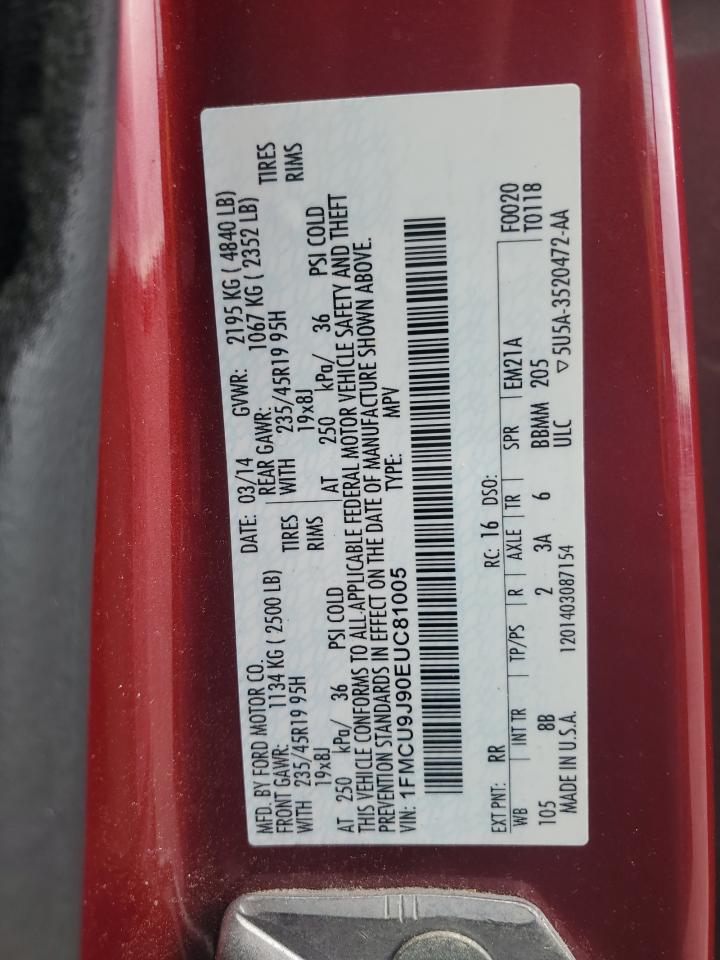 MFD. BY FORD MOTOR CO.
DATE: 03/14 GVWR: 2195 KG ( 4840 LB)
FRONT GAWR: 1134 KG ( 2500 LB) REAR GAWR: 1067 KG ( 2352 LB)
WITH 235/45R19 95H TIRES WITH 235/45R19 95H TIRES
19x8J RIMS 19x8J RIMS
AT 250 kPa/ 36 PSI COLD AT 250 kPa/ 36 PSI COLD
THIS VEHICLE CONFORMS TO ALL APPLICABLE FEDERAL MOTOR VEHICLE SAFETY AND THEFT
PREVENTION STANDARDS IN EFFECT ON THE DATE OF MANUFACTURE SHOWN ABOVE.
VIN: 1FMCU9J90EUC81005 TYPE: MPV
EXT PNT: RR RC: 16 DSO: F0020
WB INT TR TP/PS R AXLE TR SPR EM21A T0118
105 8B 2 3A 6 BBMM 205
MADE IN U.S.A. 1201403087154 ULC ▽5U5A-3520472-AA